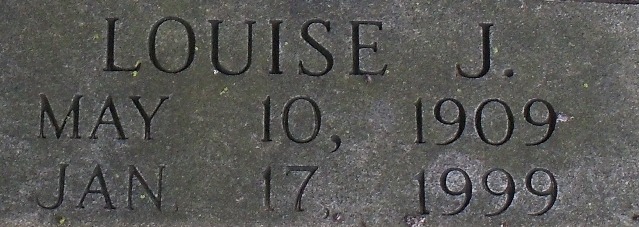 LOUISE J.
MAY 10, 1909
JAN. 17, 1999